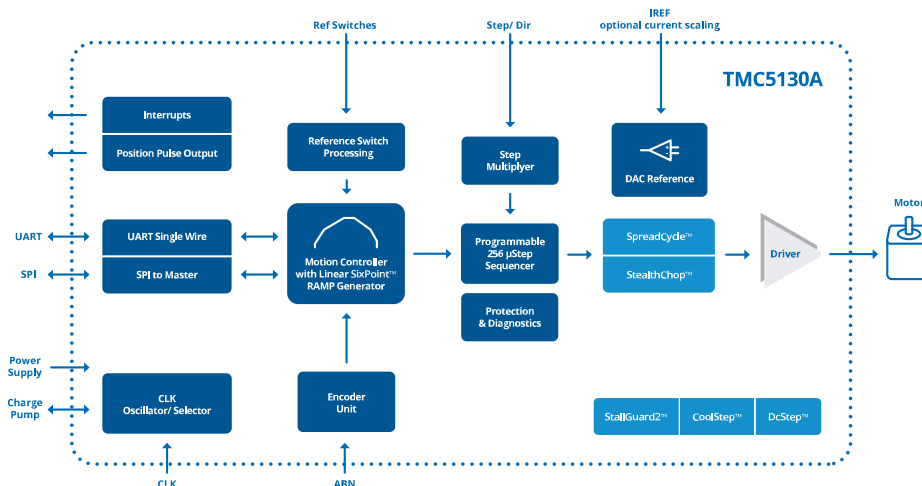 Ref Switches
Step/ Dir
IREF
optional current scaling
TMC5130A
Interrupts
Position Pulse Output
Reference Switch
Processing
Step
Multiplyer
DAC Reference
Motor
UART
UART Single Wire
SPI
SPI to Master
Motion Controller
with Linear SixPoint™
RAMP Generator
Programmable
256 µStep
Sequencer
SpreadCycle™
StealthChop™
Driver
Protection
& Diagnostics
Power
Supply
Charge
Pump
CLK
Oscillator/ Selector
Encoder
Unit
StallGuard2™
CoolStep™
DcStep™
CLK
ABN